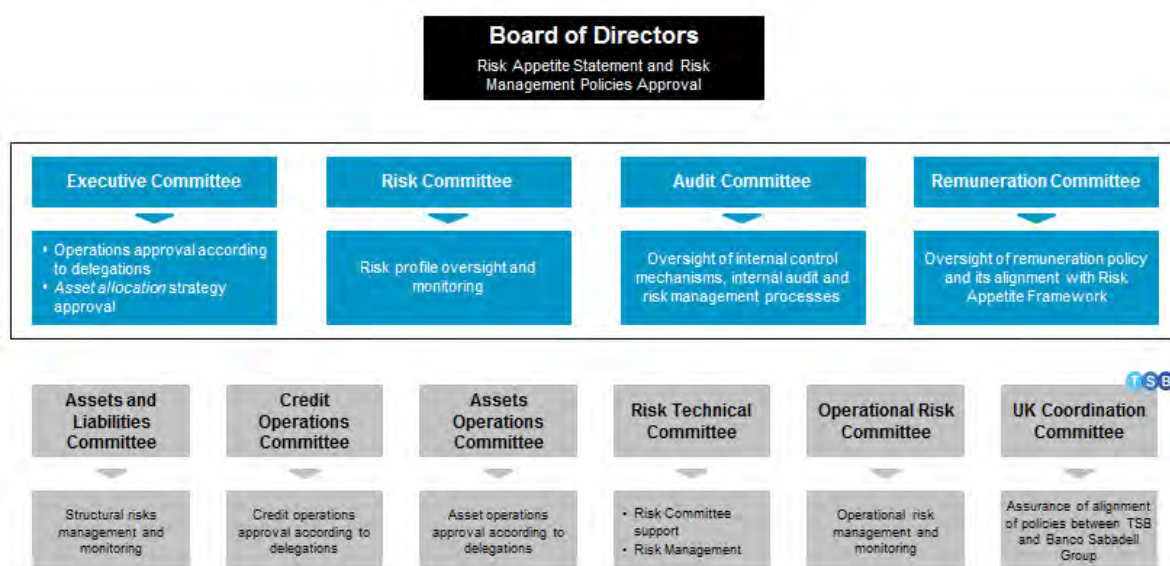 Board of Directors
Risk Appetite Statement and Risk
Management Policies Approval
Executive Committee
Risk Committee
Audit Committee
Remuneration Committee
• Operations approval according
to delegations
• Asset allocation strategy
approval
Risk profile oversight and
monitoring
Oversight of internal control
mechanisms, internal audit and
risk management processes
Oversight of remuneration policy
and its alignment with Risk
Appetite Framework
TSB
Assets and
Liabilities
Committee
Credit
Operations
Committee
Assets
Operations
Committee
Risk Technical
Committee
Operational Risk
Committee
UK Coordination
Committee
Structural risks
management and
monitoring
Credit operations
approval according to
delegations
Asset operations
approval according to
delegations
• Risk Committee
support
• Risk Management
Operational risk
management and
monitoring
Assurance of alignment
of policies between TSB
and Banco Sabadell
Group